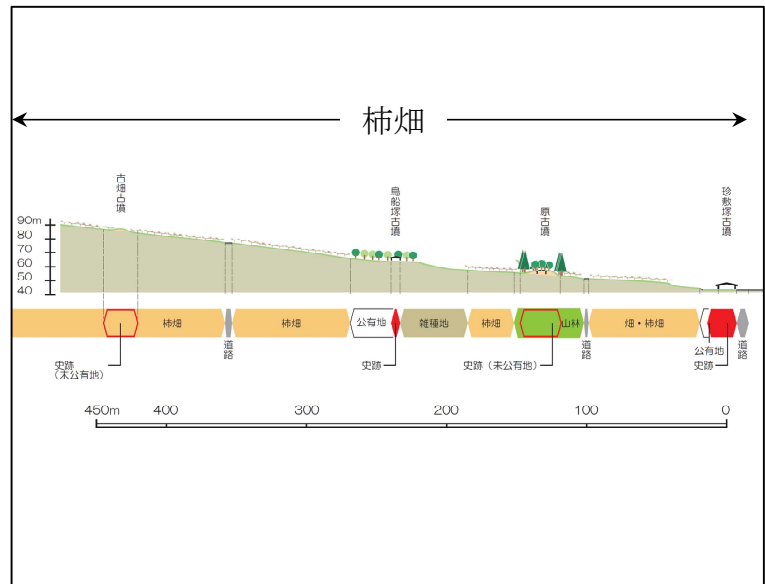 柿畑
古畑古墳
鳥船塚古墳
原古墳
珍敷塚古墳
90m
80
70
60
50
40
柿畑
道路
柿畑
公有地
史跡
雑種地
柿畑
山林
道路
畑・柿畑
公有地
史跡
道路
史跡
(未公有地)
史跡(未公有地)
450m
400
300
200
100
0